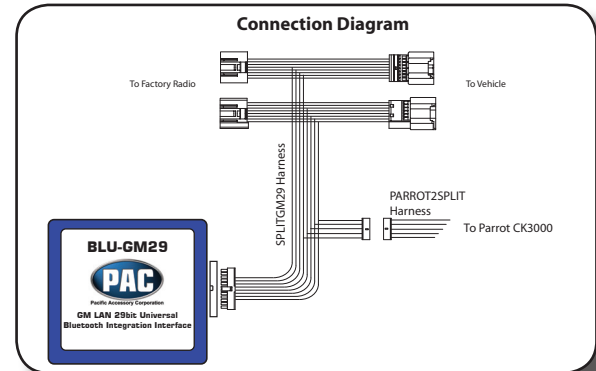 Connection Diagram
To Factory Radio
To Vehicle
SPLITGM29 Harness
PARROT2SPLIT
Harness
To Parrot CK3000
BLU-GM29
PAC
Pacific Accessory Corporation
GM LAN 29bit Universal
Bluetooth Integration Interface